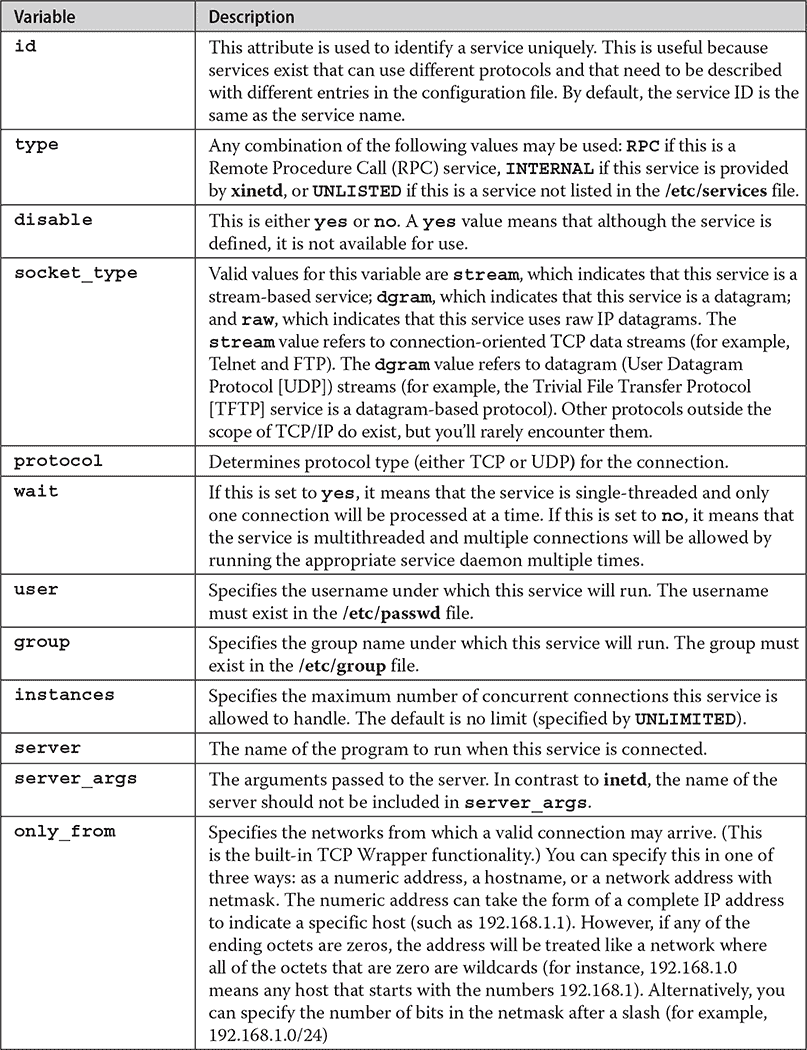 Variable Description
id This attribute is used to identify a service uniquely. This is useful because
services exist that can use different protocols and that need to be described
with different entries in the configuration file. By default, the service ID is the
same as the service name.
type Any combination of the following values may be used: RPC if this is a
Remote Procedure Call (RPC) service, INTERNAL if this service is provided
by xinetd, or UNLISTED if this is a service not listed in the /etc/services file.
disable This is either yes or no. A yes value means that although the service is
defined, it is not available for use.
socket_type Valid values for this variable are stream, which indicates that this service is a
stream-based service; dgram, which indicates that this service is a datagram;
and raw, which indicates that this service uses raw IP datagrams. The
stream value refers to connection-oriented TCP data streams (for example,
Telnet and FTP). The dgram value refers to datagram (User Datagram
Protocol [UDP]) streams (for example, the Trivial File Transfer Protocol
[TFTP] service is a datagram-based protocol). Other protocols outside the
scope of TCP/IP do exist, but you'll rarely encounter them.
protocol Determines protocol type (either TCP or UDP) for the connection.
wait If this is set to yes, it means that the service is single-threaded and only
one connection will be processed at a time. If this is set to no, it means that
the service is multithreaded and multiple connections will be allowed by
running the appropriate service daemon multiple times.
user Specifies the username under which this service will run. The username
must exist in the /etc/passwd file.
group Specifies the group name under which this service will run. The group must
exist in the /etc/group file.
instances Specifies the maximum number of concurrent connections this service is
allowed to handle. The default is no limit (specified by UNLIMITED).
server The name of the program to run when this service is connected.
server_args The arguments passed to the server. In contrast to inetd, the name of the
server should not be included in server_args.
only_from Specifies the networks from which a valid connection may arrive. (This
is the built-in TCP Wrapper functionality.) You can specify this in one of
three ways: as a numeric address, a hostname, or a network address with
netmask. The numeric address can take the form of a complete IP address
to indicate a specific host (such as 192.168.1.1). However, if any of the
ending octets are zeros, the address will be treated like a network where
all of the octets that are zero are wildcards (for instance, 192.168.1.0
means any host that starts with the numbers 192.168.1). Alternatively, you
can specify the number of bits in the netmask after a slash (for example,
192.168.1.0/24)